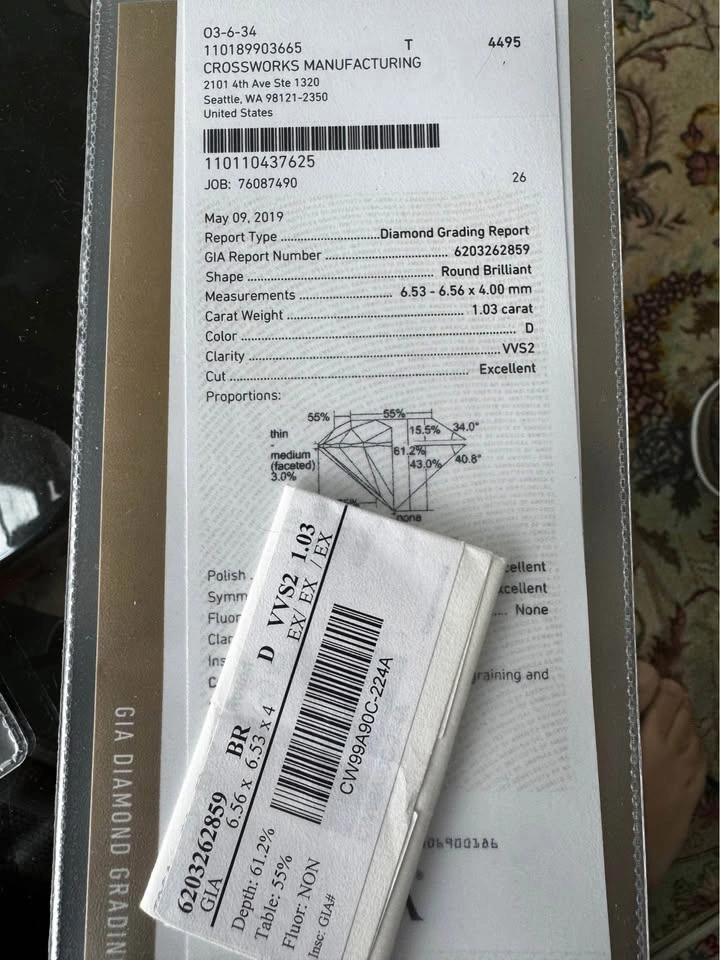 03-6-34
110189903665 T 4495
CROSSWORKS MANUFACTURING
2101 4th Ave Ste 1320
Seattle, WA 98121-2350
United States
110110437625
JOB: 76087490 26
May 09, 2019
Report Type ........................ Diamond Grading Report
GIA Report Number ........................ 6203262859
Shape ........................ Round Brilliant
Measurements ........................ 6.53 - 6.56 x 4.00 mm
Carat Weight ........................ 1.03 carat
Color ........................ D
Clarity ........................ VVS2
Cut ........................ Excellent
Proportions:
55% 55%
thin 15.5% 34.0°
-
medium 61.2%
(faceted) 43.0% 40.8°
3.0%
none
Polish
None
graining and
6203262859 BR D VVS2 1.03
GIA 6.56 x 6.53 x 4 EX/ EX / EX
Depth: 61.2%
Table: 55%
Fluor: NON
Insc: GIA#
CW99A90C-224A
GIA DIAMOND GRADIN